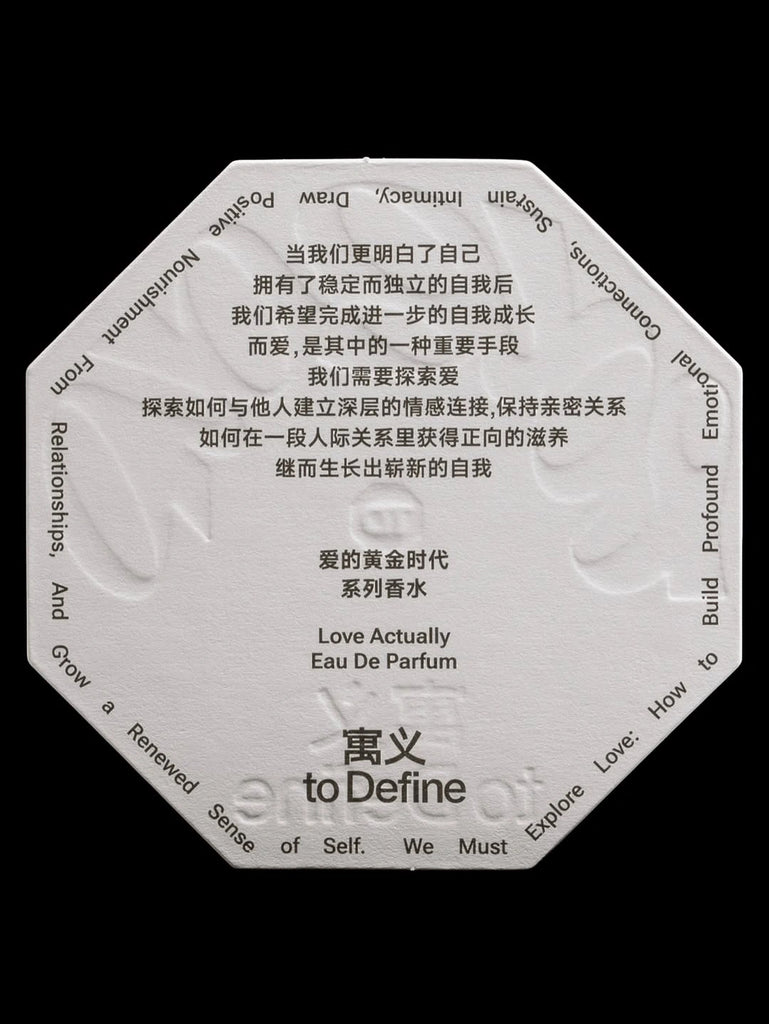 当我们更明白了自己
拥有了稳定而独立的自我后
我们希望完成进一步的自我成长
而爱,是其中的一种重要手段
我们需要探索爱
探索如何与他人建立深层的情感连接,保持亲密关系
如何在一段人际关系里获得正向的滋养
继而生长出崭新的自我
爱的黄金时代
系列香水
Love Actually
Eau De Parfum
寓义
to Define
We Must Explore Love: How to Build Profound Emotional Connections, Sustain Intimacy, Draw Positive Nourishment From Relationships, And Grow a Renewed Sense of Self.
TD
寓义
to Define